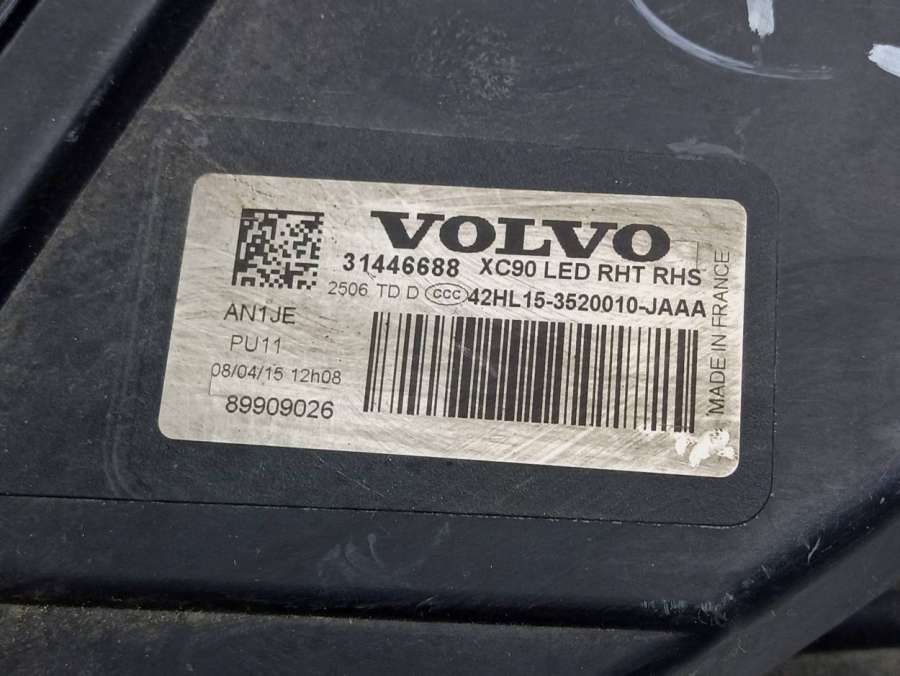 VOLVO
31446688 XC90 LED RHT RHS
2506 TD D CCC 42HL15-3520010-JAAA
AN1JE
PU11
08/04/15 12h08
89909026
MADE IN FRANCE